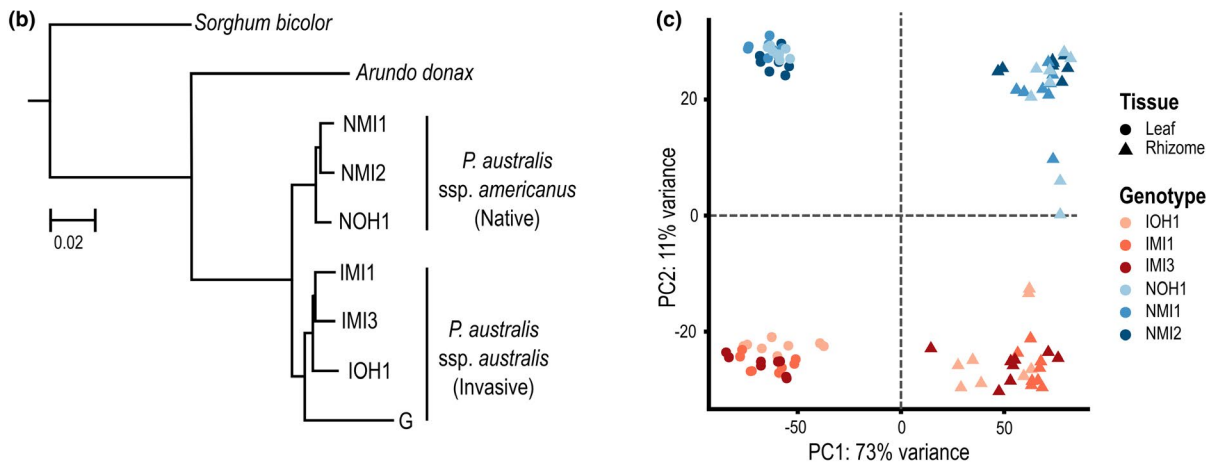 (b)
Sorghum bicolor
Arundo donax
NMI1
NMI2
NOH1
P. australis
ssp. americanus
(Native)
IMI1
IMI3
IOH1
G
P. australis
ssp. australis
(Invasive)
0.02
(c)
PC2: 11% variance
20
0
-20
-50
0
50
PC1: 73% variance
Tissue
Leaf
Rhizome
Genotype
IOH1
IMI1
IMI3
NOH1
NMI1
NMI2